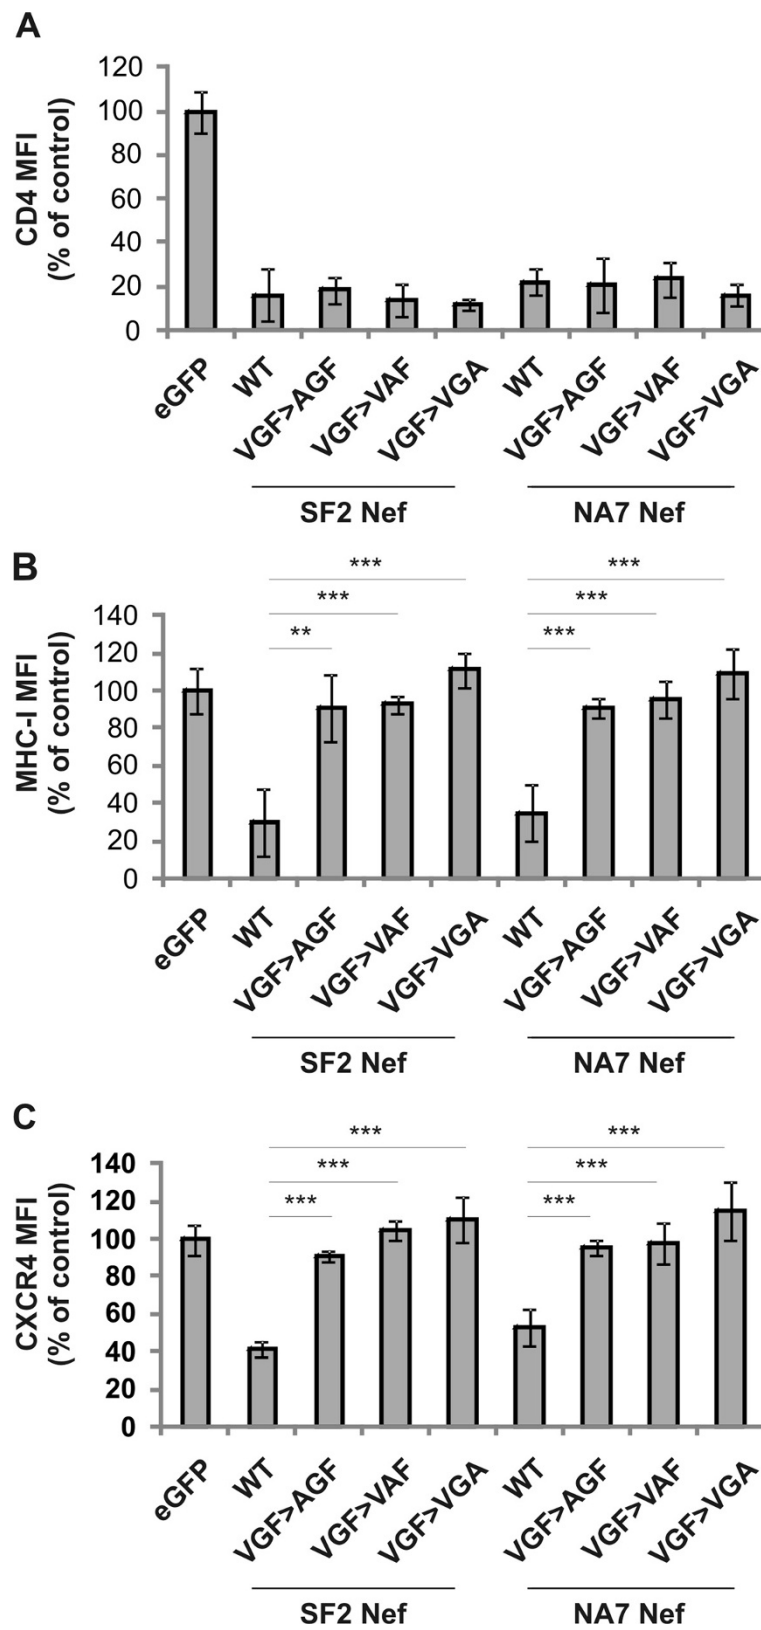 A
CD4 MFI
(% of control)
120
100
80
60
40
20
0
eGFP
WT
VGF>AGF
VGF>VAF
VGF>VGA
WT
VGF>AGF
VGF>VAF
VGF>VGA
SF2 Nef
NA7 Nef
B
MHC-I MFI
(% of control)
140
120
100
80
60
40
20
0
***
***
**
***
***
***
eGFP
WT
VGF>AGF
VGF>VAF
VGF>VGA
WT
VGF>AGF
VGF>VAF
VGF>VGA
SF2 Nef
NA7 Nef
C
CXCR4 MFI
(% of control)
140
120
100
80
60
40
20
0
***
***
***
***
***
***
eGFP
WT
VGF>AGF
VGF>VAF
VGF>VGA
WT
VGF>AGF
VGF>VAF
VGF>VGA
SF2 Nef
NA7 Nef